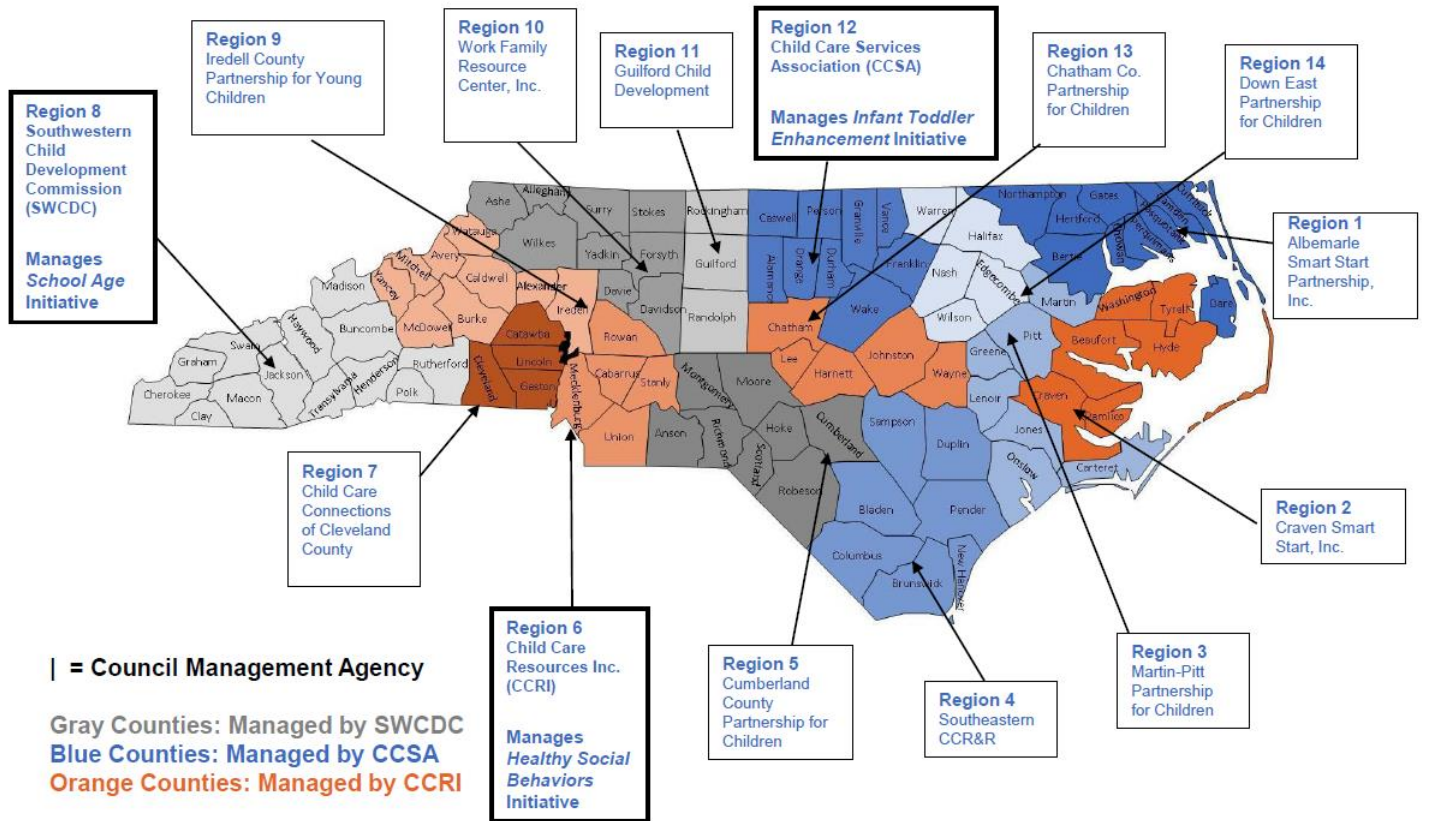 Region 9
Iredell County
Partnership for Young
Children
Region 10
Work Family
Resource
Center, Inc.
Region 11
Guilford Child
Development
Region 12
Child Care Services
Association (CCSA)
Manages Infant Toddler
Enhancement Initiative
Region 13
Chatham Co.
Partnership
for Children
Region 14
Down East
Partnership
for Children
Region 8
Southwestern
Child
Development
Commission
(SWCDC)
Manages
School Age
Initiative
Region 1
Albemarle
Smart Start
Partnership,
Inc.
Ashe
Alleghany
Surry
Stokes
Rockingham
Caswell
Person
Granville
Vance
Warren
Northampton
Gates
Hertford
Camden
Currituck
Pasquotank
Perquimans
Chowan
Halifax
Bertie
Watauga
Wilkes
Yadkin
Forsyth
Guilford
Alamance
Orange
Durham
Franklin
Nash
Edgecombe
Martin
Washington
Tyrell
Dare
Mitchell
Avery
Yancey
Caldwell
Alexander
Iredell
Davie
Davidson
Randolph
Chatham
Wake
Wilson
Pitt
Beaufort
Hyde
Madison
Buncombe
McDowell
Burke
Catawba
Rowan
Lee
Harnett
Johnston
Wayne
Greene
Lenoir
Craven
Pamlico
Haywood
Swain
Graham
Jackson
Cherokee
Macon
Clay
Transylvania
Henderson
Polk
Rutherford
Cleveland
Lincoln
Gaston
Mecklenburg
Cabarrus
Stanly
Union
Anson
Montgomery
Moore
Richmond
Hoke
Scotland
Cumberland
Robeson
Sampson
Duplin
Jones
Onslow
Carteret
Bladen
Pender
Columbus
Brunswick
New Hanover
Region 7
Child Care
Connections
of Cleveland
County
Region 2
Craven Smart
Start, Inc.
Region 6
Child Care
Resources Inc.
(CCRI)
Manages
Healthy Social
Behaviors
Initiative
Region 5
Cumberland
County
Partnership for
Children
Region 4
Southeastern
CCR&R
Region 3
Martin-Pitt
Partnership
for Children
| = Council Management Agency
Gray Counties: Managed by SWCDC
Blue Counties: Managed by CCSA
Orange Counties: Managed by CCRI